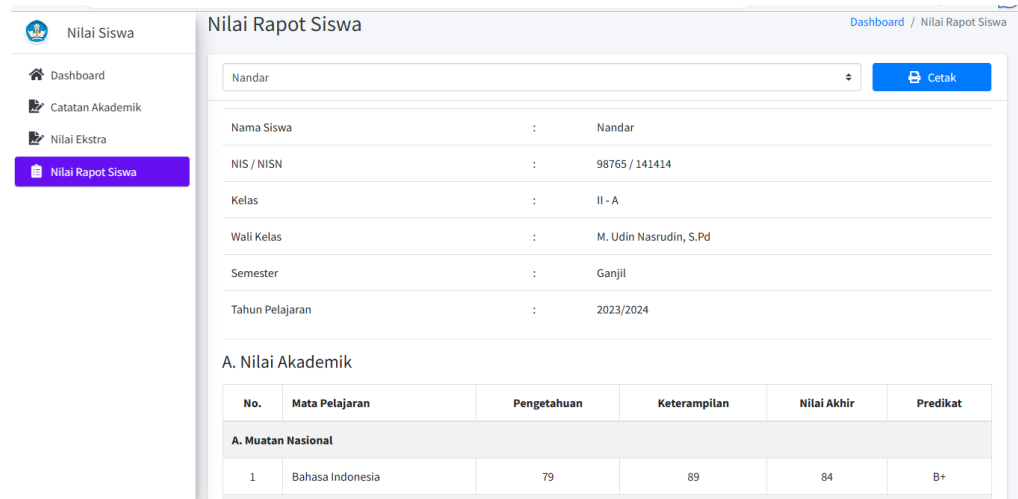 Nilai Siswa
Dashboard
Catatan Akademik
Nilai Ekstra
Nilai Rapot Siswa
Nilai Rapot Siswa
Dashboard / Nilai Rapot Siswa
Nandar
Cetak
Nama Siswa : Nandar
NIS / NISN : 98765 / 141414
Kelas : II - A
Wali Kelas : M. Udin Nasrudin, S.Pd
Semester : Ganjil
Tahun Pelajaran : 2023/2024
A. Nilai Akademik
No. Mata Pelajaran Pengetahuan Keterampilan Nilai Akhir Predikat
A. Muatan Nasional
1 Bahasa Indonesia 79 89 84 B+